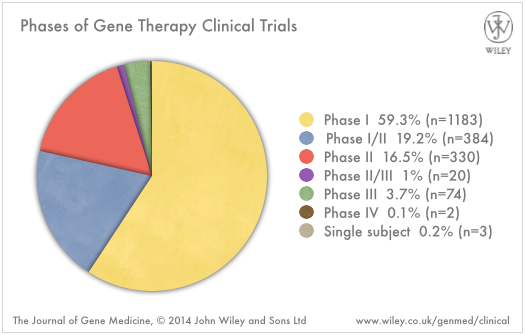 Phases of Gene Therapy Clinical Trials
WILEY
Phase I 59.3% (n=1183)
Phase I/II 19.2% (n=384)
Phase II 16.5% (n=330)
Phase II/III 1% (n=20)
Phase III 3.7% (n=74)
Phase IV 0.1% (n=2)
Single subject 0.2% (n=3)
The Journal of Gene Medicine, © 2014 John Wiley and Sons Ltd
www.wiley.co.uk/genmed/clinical